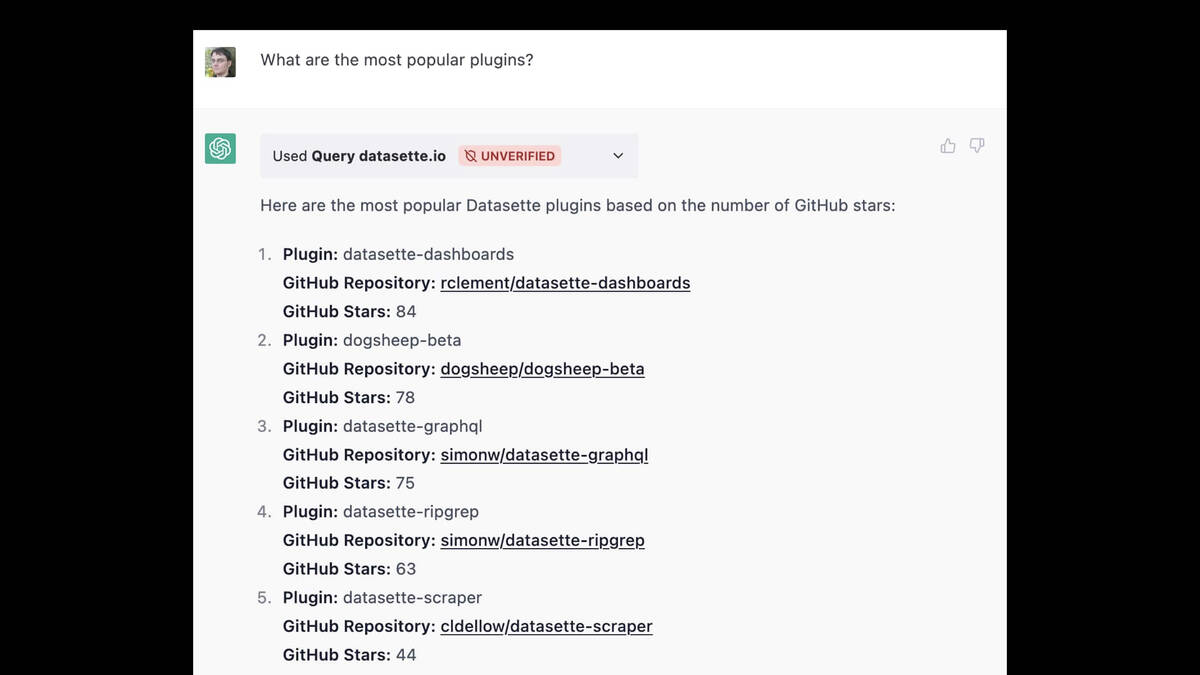 What are the most popular plugins?
Used Query datasette.io UNVERIFIED
Here are the most popular Datasette plugins based on the number of GitHub stars:
1. Plugin: datasette-dashboards
GitHub Repository: rclement/datasette-dashboards
GitHub Stars: 84
2. Plugin: dogsheep-beta
GitHub Repository: dogsheep/dogsheep-beta
GitHub Stars: 78
3. Plugin: datasette-graphql
GitHub Repository: simonw/datasette-graphql
GitHub Stars: 75
4. Plugin: datasette-ripgrep
GitHub Repository: simonw/datasette-ripgrep
GitHub Stars: 63
5. Plugin: datasette-scraper
GitHub Repository: cldellow/datasette-scraper
GitHub Stars: 44